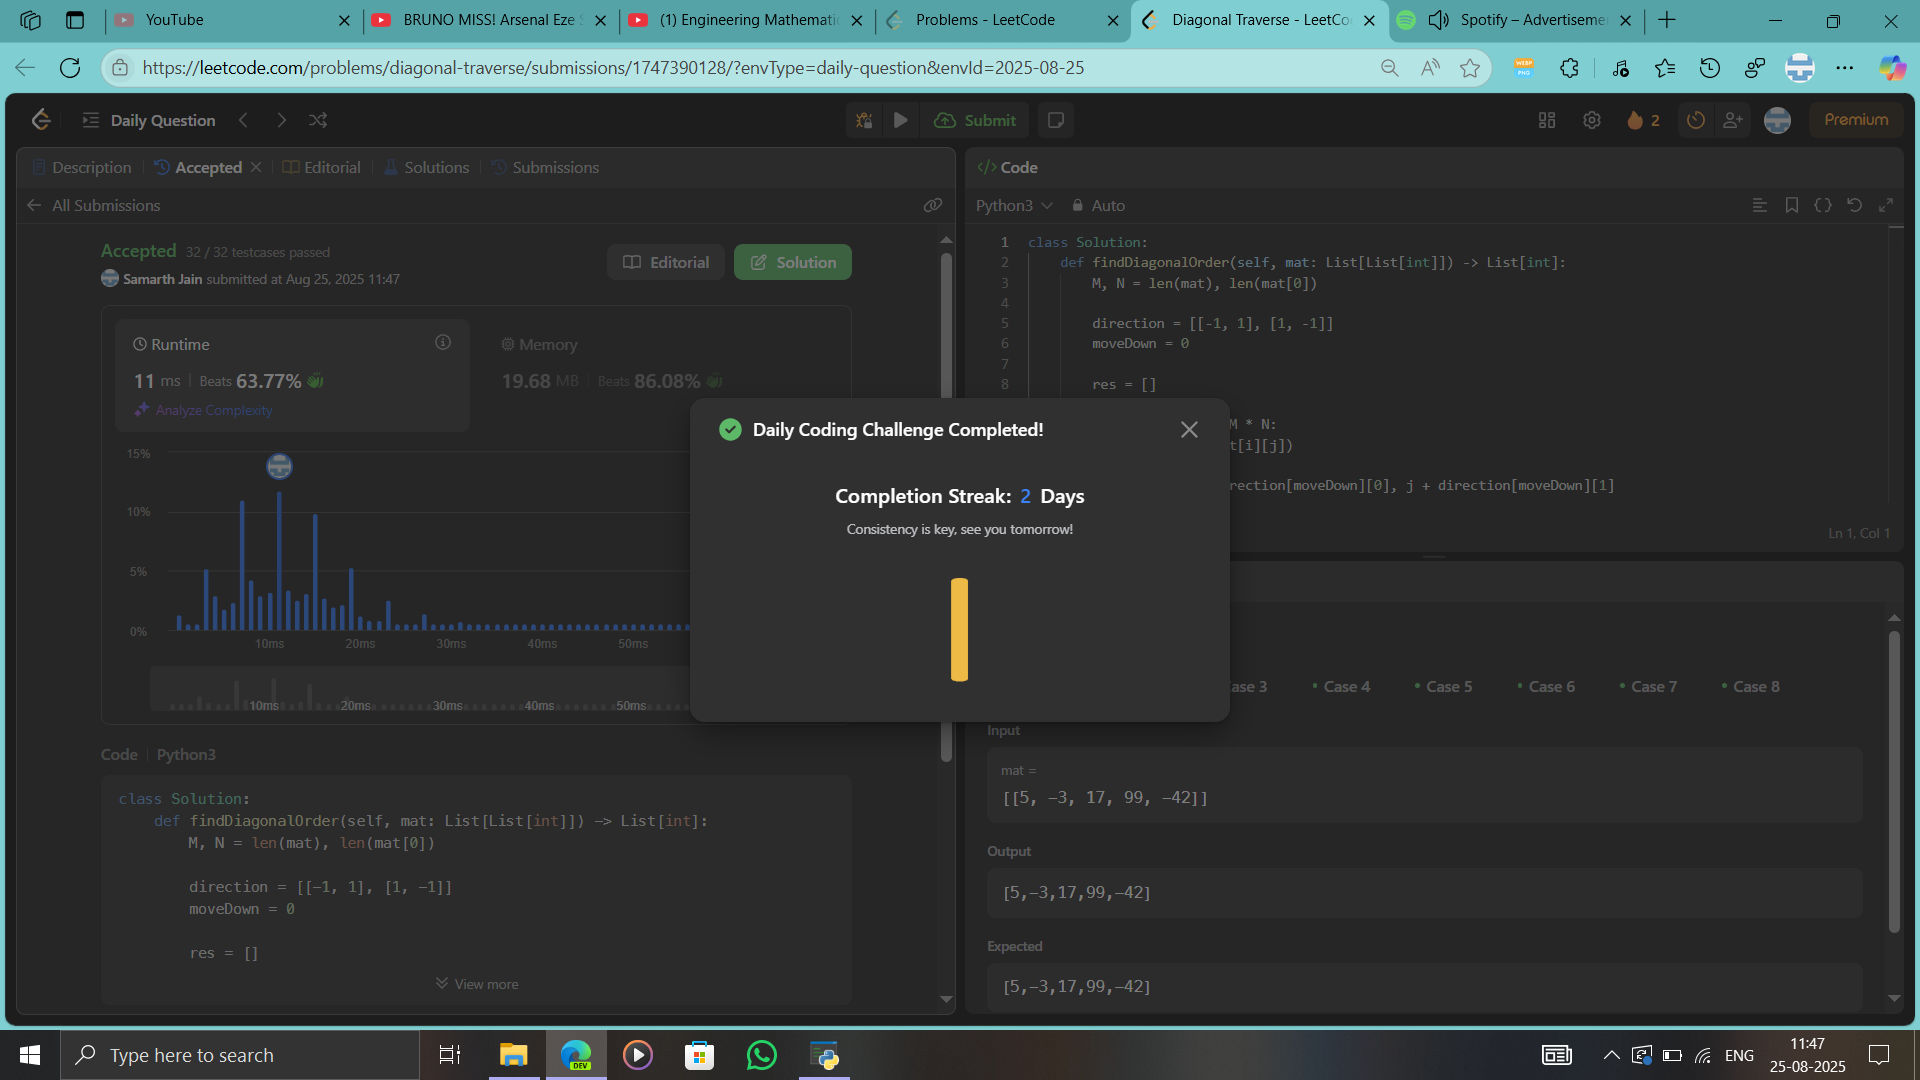 YouTube
BRUNO MISS! Arsenal Eze S
(1) Engineering Mathematic
Problems - LeetCode
Diagonal Traverse - LeetCo
Spotify – Advertiseme
https://leetcode.com/problems/diagonal-traverse/submissions/1747390128/?envType=daily-question&envId=2025-08-25
WEBP
PNG
Daily Question
Submit
2
Premium
Description
Accepted
Editorial
Solutions
Submissions
All Submissions
Accepted 32 / 32 testcases passed
Samarth Jain submitted at Aug 25, 2025 11:47
Editorial
Solution
Runtime
11 ms | Beats 63.77%
Analyze Complexity
Memory
19.68 MB | Beats 86.08%
15%
10%
5%
0%
10ms 20ms 30ms 40ms 50ms
10ms 20ms 30ms 40ms 50ms
Code | Python3
class Solution:
def findDiagonalOrder(self, mat: List[List[int]]) -> List[int]:
M, N = len(mat), len(mat[0])
direction = [[-1, 1], [1, -1]]
moveDown = 0
res = []
View more
Daily Coding Challenge Completed!
Completion Streak: 2 Days
Consistency is key, see you tomorrow!
</> Code
Python3
Auto
1 class Solution:
2 def findDiagonalOrder(self, mat: List[List[int]]) -> List[int]:
3 M, N = len(mat), len(mat[0])
4
5 direction = [[-1, 1], [1, -1]]
6 moveDown = 0
7
8 res = []
M * N:
t[i][j])
rection[moveDown][0], j + direction[moveDown][1]
Ln 1, Col 1
ase 3
Case 4
Case 5
Case 6
Case 7
Case 8
Input
mat =
[[5, -3, 17, 99, -42]]
Output
[5,-3,17,99,-42]
Expected
[5,-3,17,99,-42]
Type here to search
DEV
ENG
11:47
25-08-2025